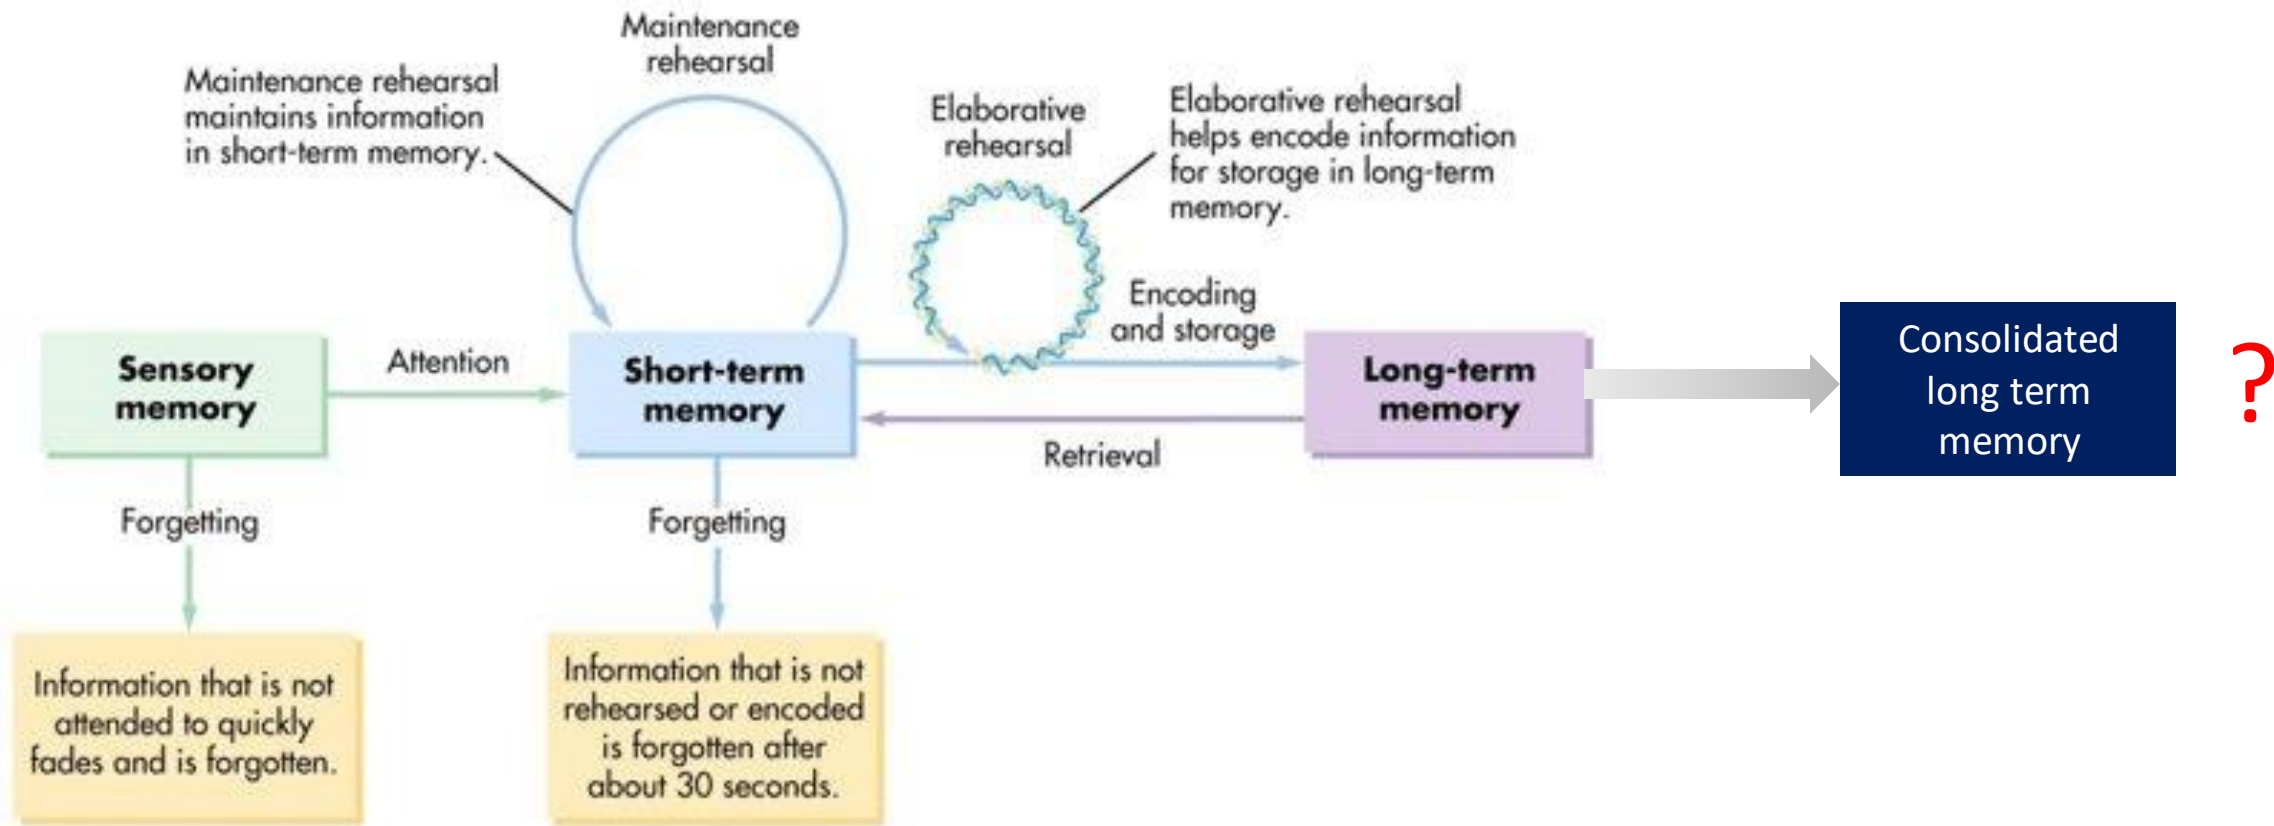 Maintenance
rehearsal
Maintenance rehearsal
maintains information
in short-term memory.
Elaborative
rehearsal
Elaborative rehearsal
helps encode information
for storage in long-term
memory.
Encoding
and storage
Sensory
memory
Attention
Short-term
memory
Long-term
memory
Retrieval
Consolidated
long term
memory
?
Forgetting
Forgetting
Information that is not
attended to quickly
fades and is forgotten.
Information that is not
rehearsed or encoded
is forgotten after
about 30 seconds.